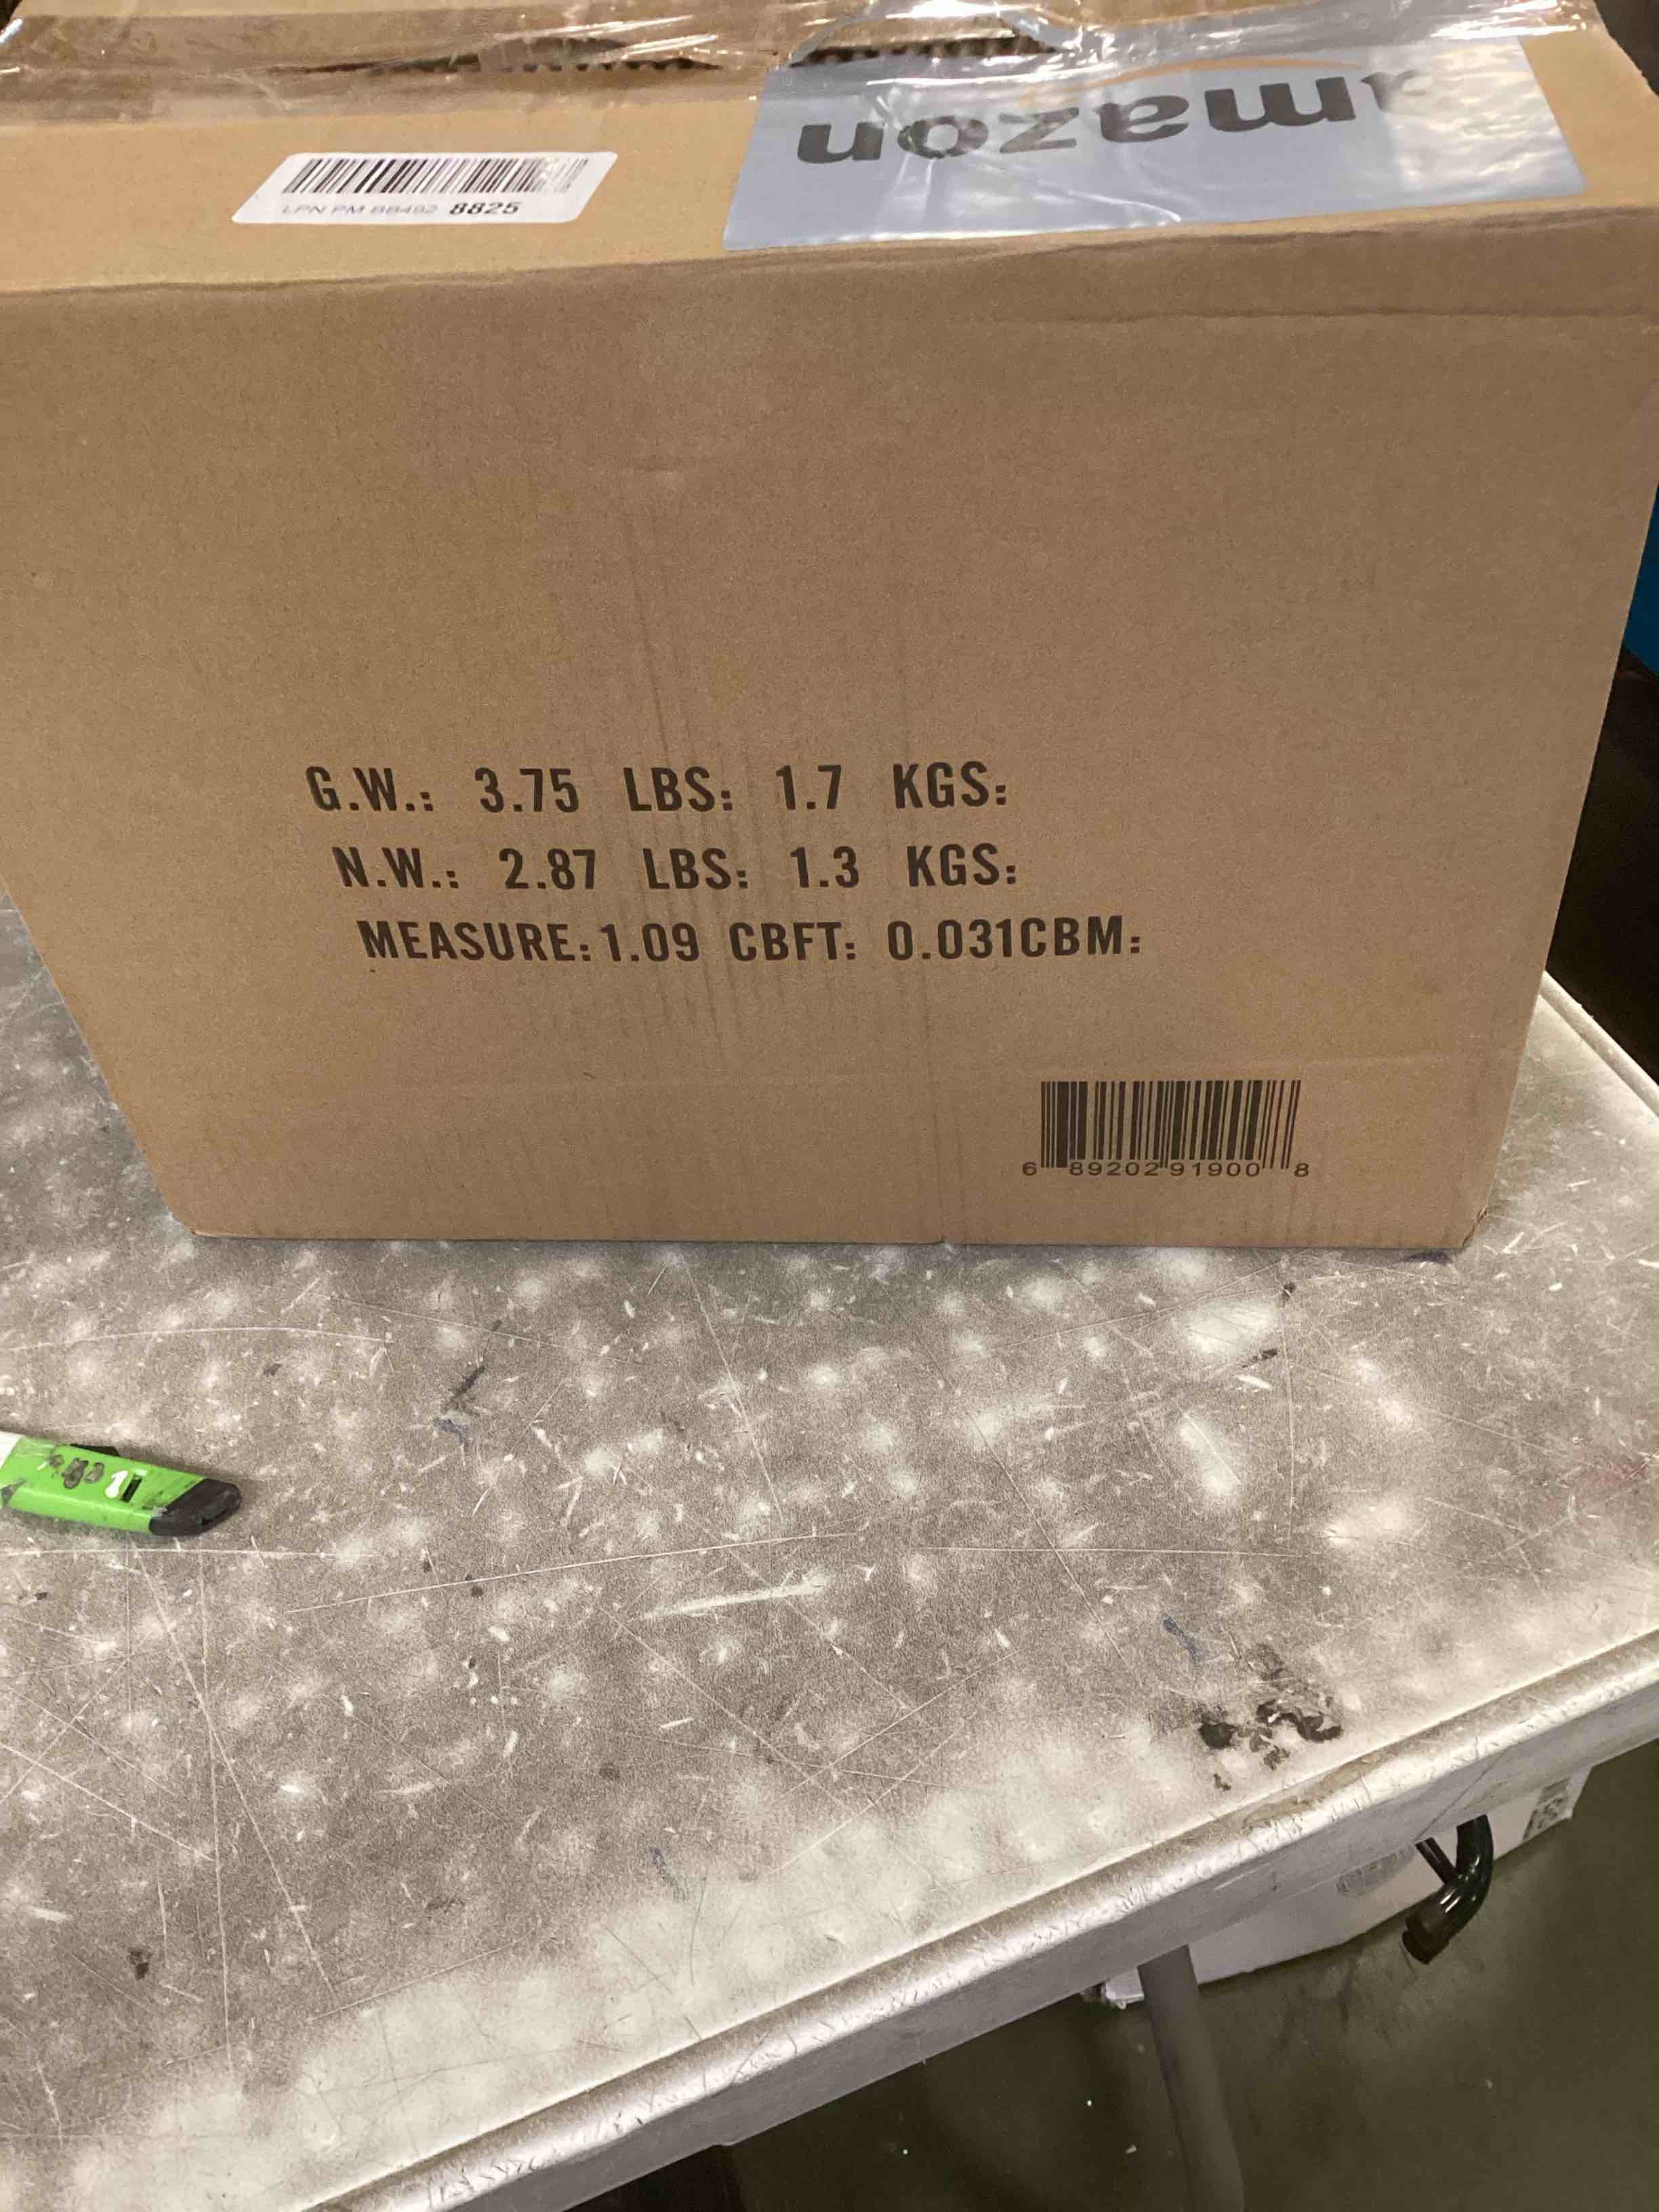 amazon
LPN PM BB492 8825
G.W.: 3.75 LBS: 1.7 KGS:
N.W.: 2.87 LBS: 1.3 KGS:
MEASURE: 1.09 CBFT: 0.031CBM:
6 89202 91900 8